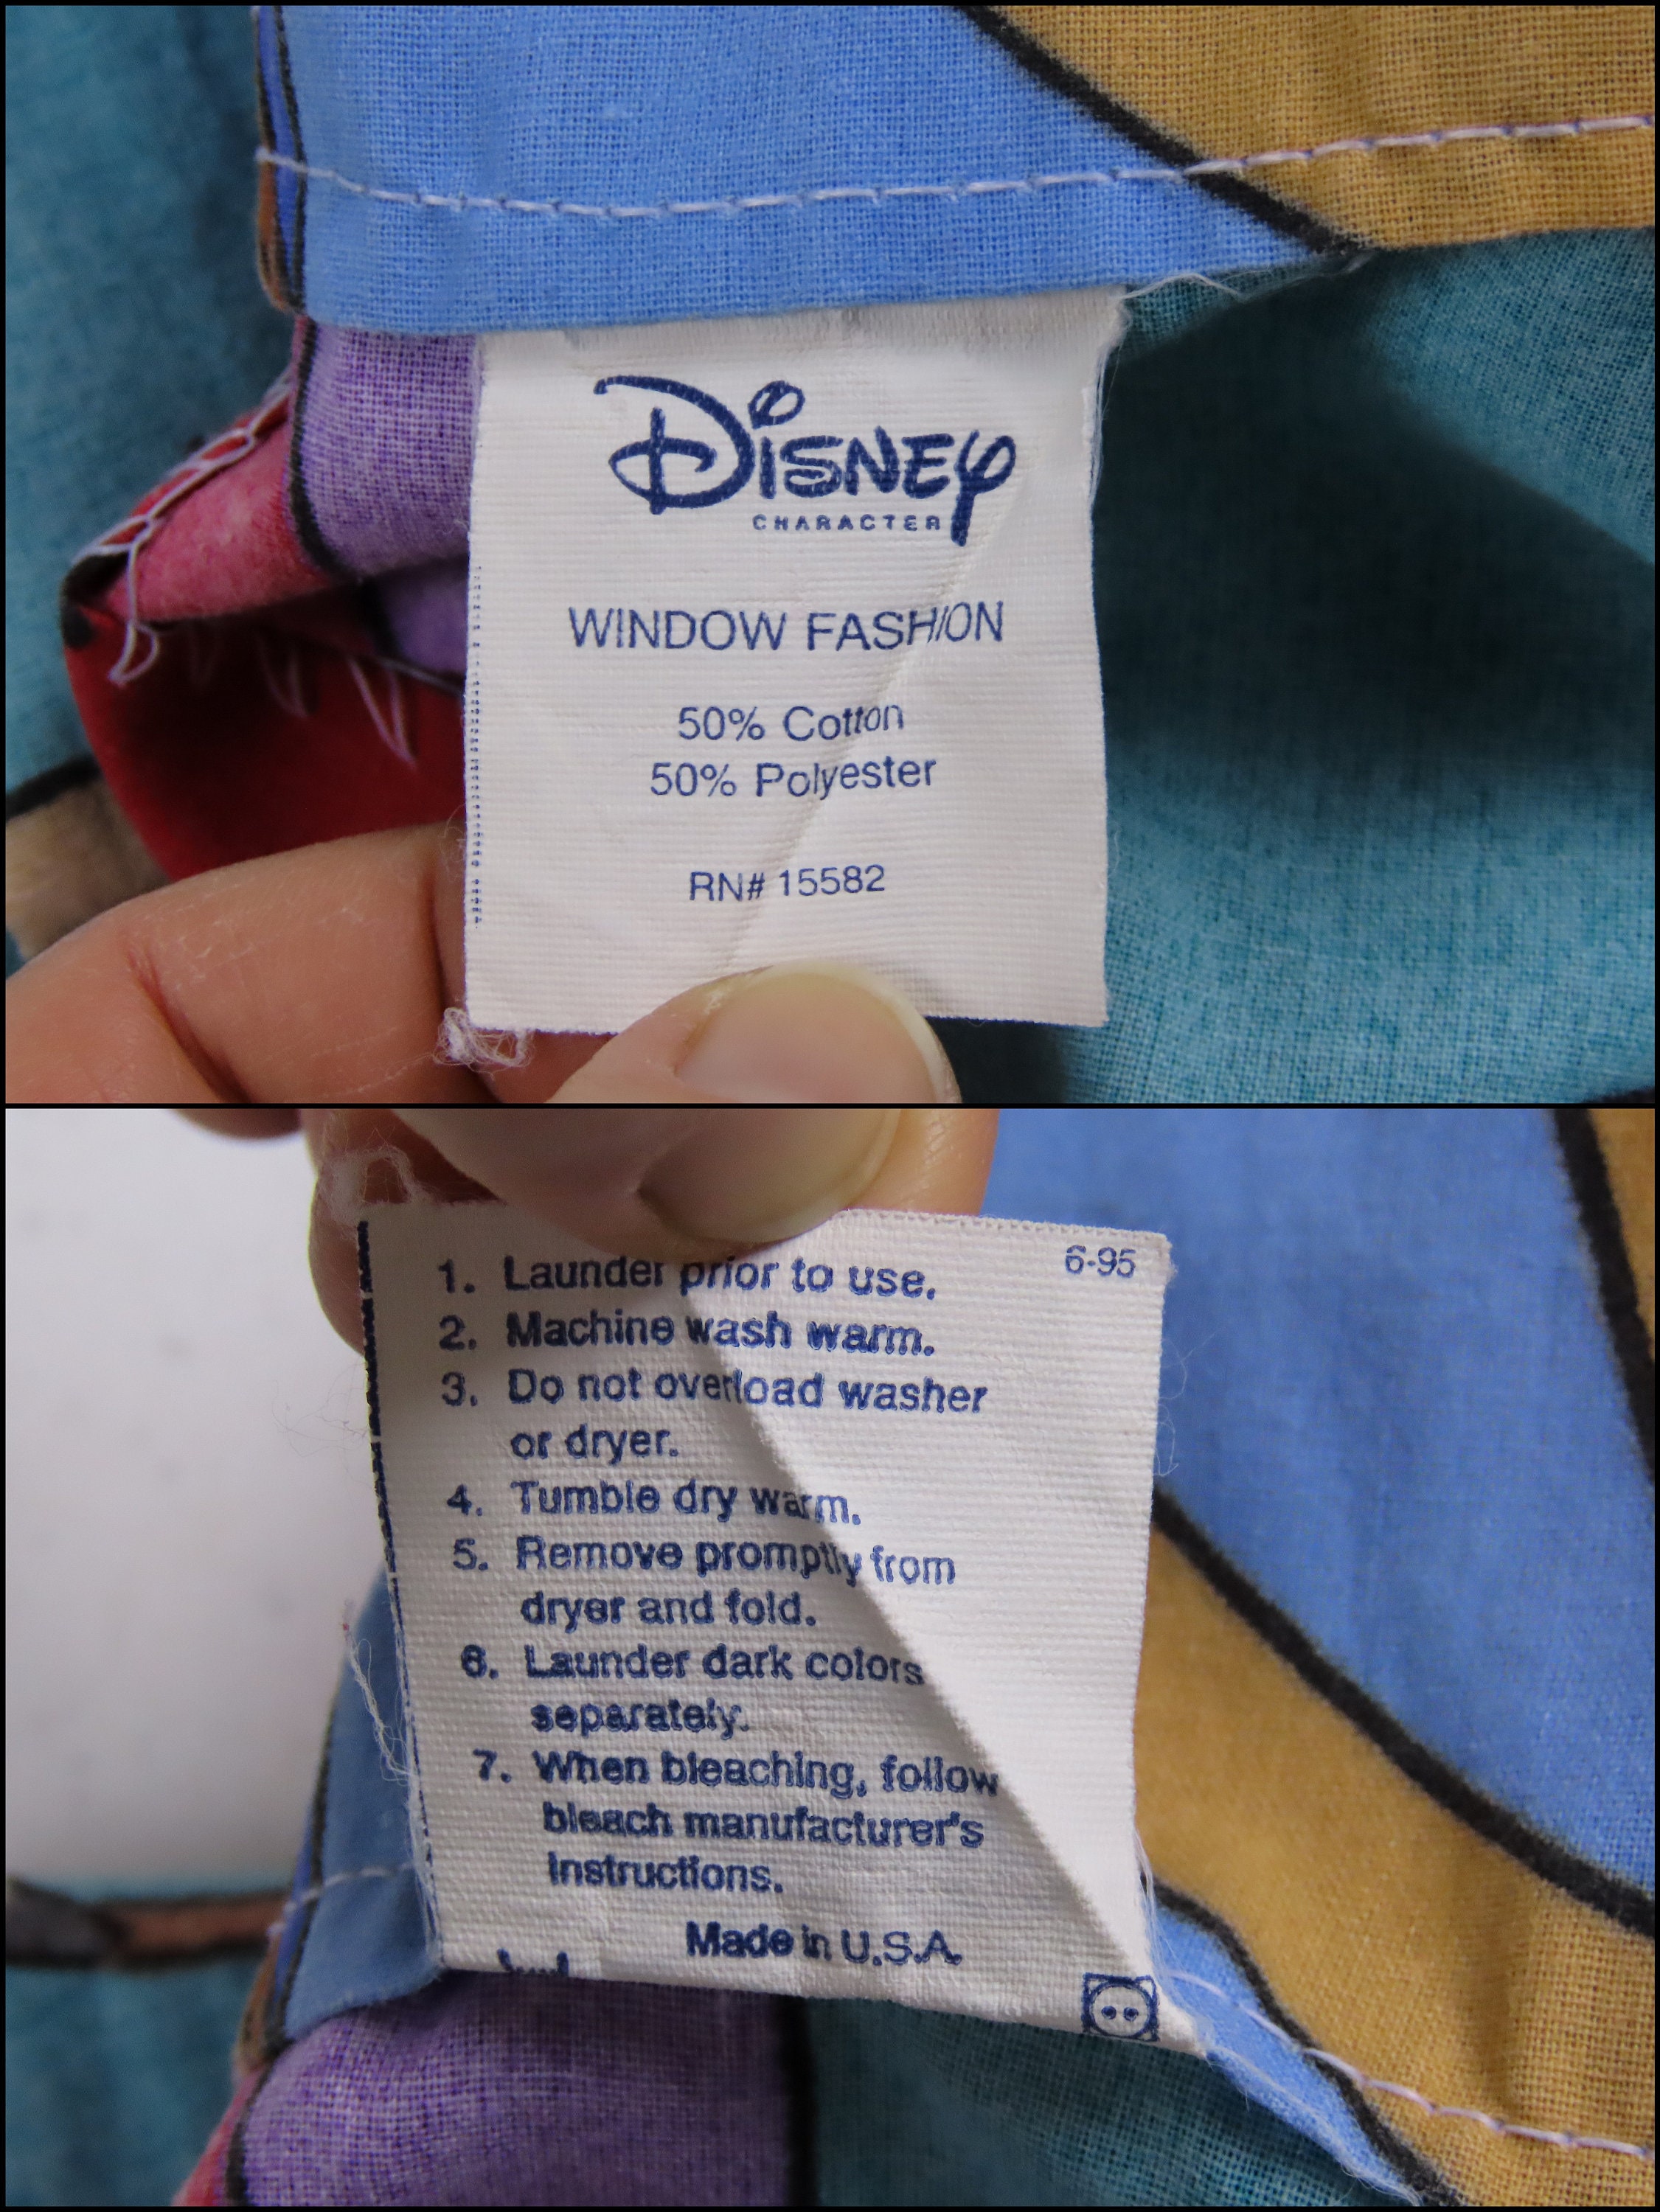 Disney
CHARACTER
WINDOW FASHION
50% Cotton
50% Polyester
RN# 15582
6-95
1. Launder prior to use.
2. Machine wash warm.
3. Do not overload washer
or dryer.
4. Tumble dry warm.
5. Remove promptly from
dryer and fold.
6. Launder dark colors
separately.
7. When bleaching, follow
bleach manufacturer's
instructions.
Made in U.S.A.